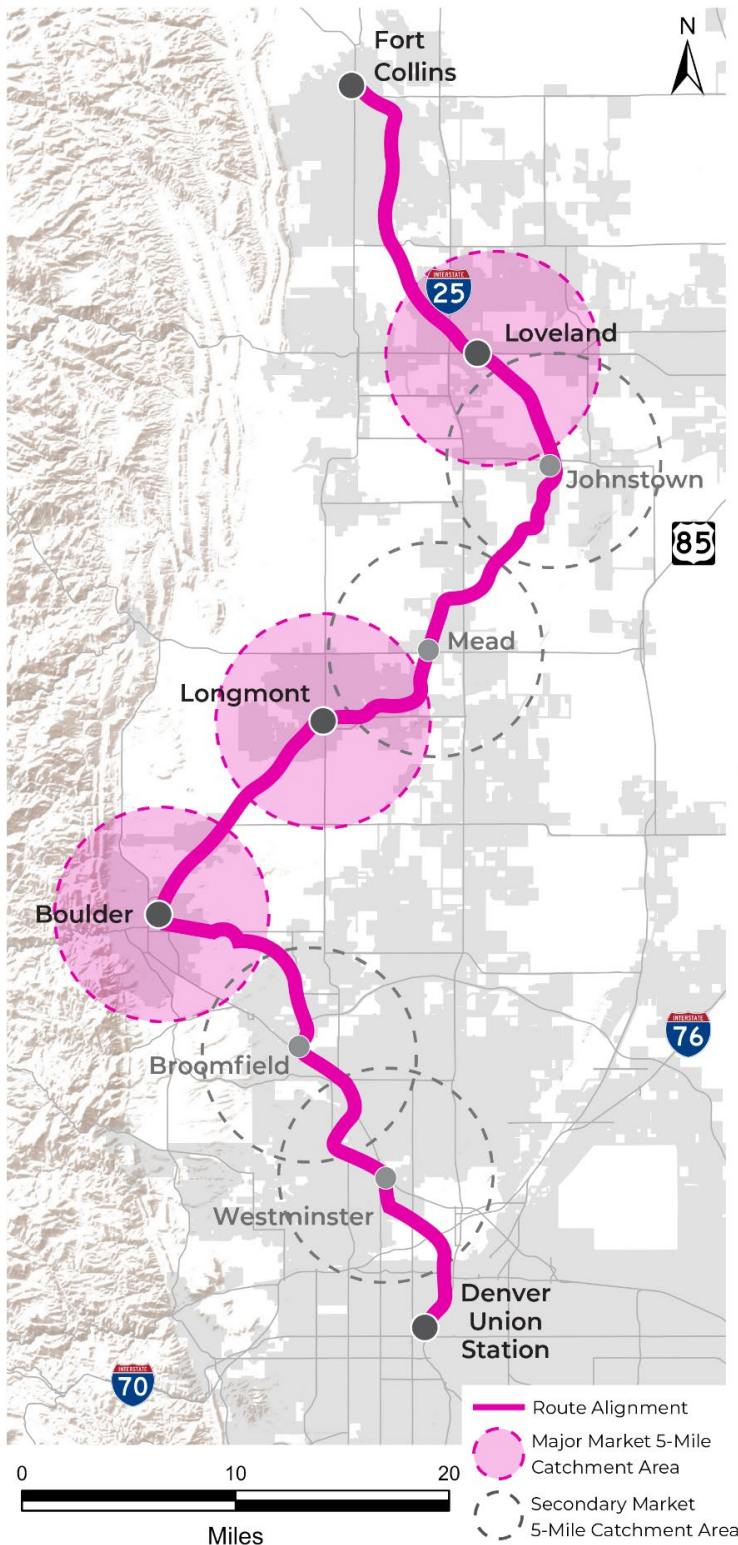 Fort
Collins
N
INTERSTATE
25
Loveland
Johnstown
85
Mead
Longmont
Boulder
INTERSTATE
76
Broomfield
Westminster
Denver
Union
Station
INTERSTATE
70
Route Alignment
Major Market 5-Mile
Catchment Area
Secondary Market
5-Mile Catchment Area
0
10
20
Miles